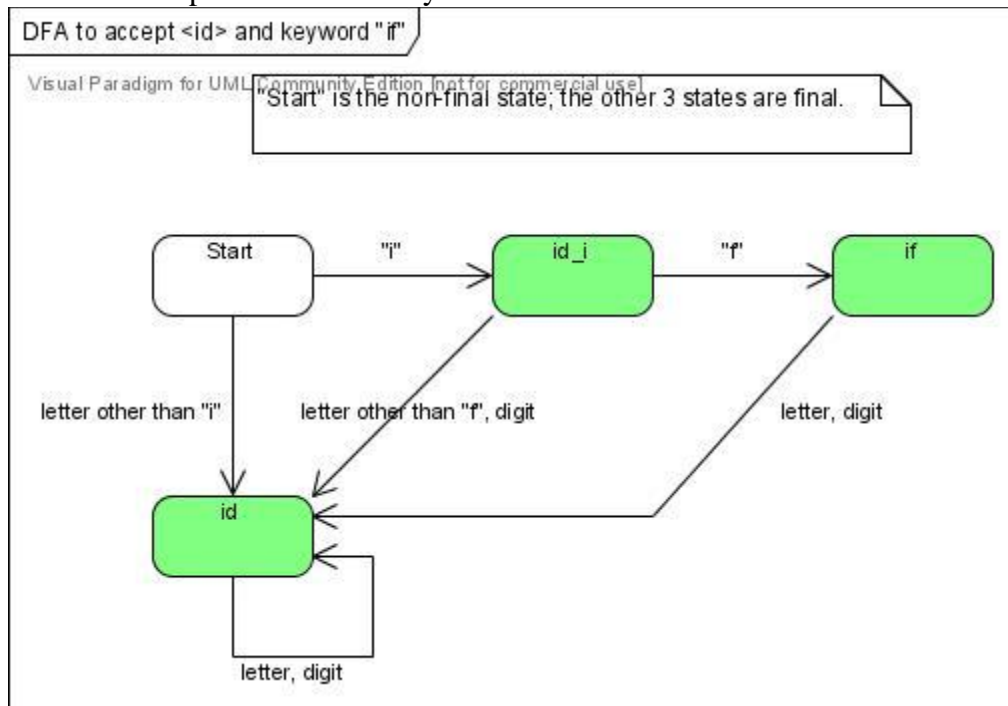 DFA to accept <id> and keyword "if"
Visual Paradigm for UML Community Edition [not for commercial use]
"Start" is the non-final state; the other 3 states are final.
Start
"i"
id_i
"f"
if
letter other than "i"
letter other than "f", digit
letter, digit
id
letter, digit